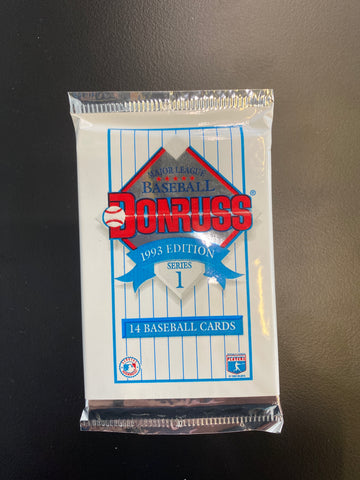 MAJOR LEAGUE
BASEBALL
DONRUSS®
1993 EDITION
SERIES
1
14 BASEBALL CARDS